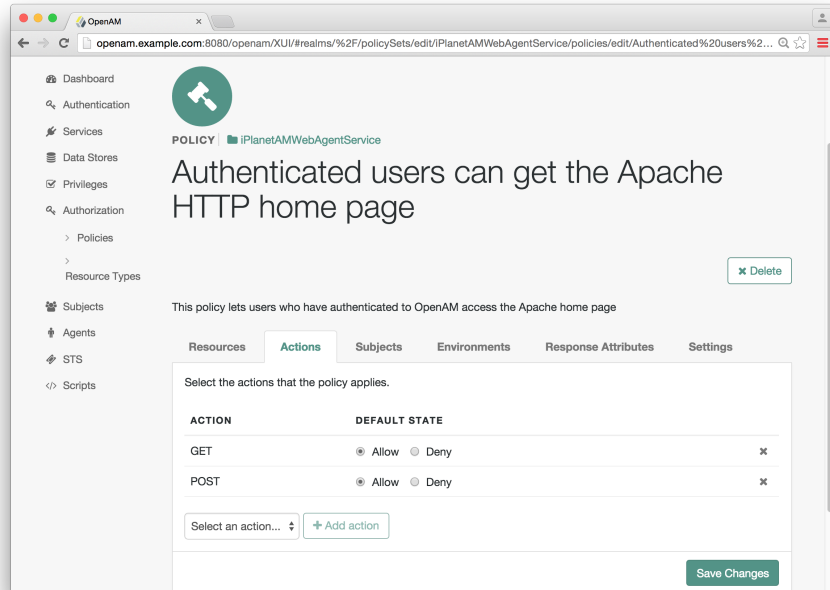 OpenAM
openam.example.com:8080/openam/XUI/#realms/%2F/policySets/edit/iPlanetAMWebAgentService/policies/edit/Authenticated%20users%2...
Dashboard
Authentication
Services
Data Stores
Privileges
Authorization
Policies
Resource Types
Subjects
Agents
STS
Scripts
POLICY iPlanetAMWebAgentService
Authenticated users can get the Apache
HTTP home page
Delete
This policy lets users who have authenticated to OpenAM access the Apache home page
Resources Actions Subjects Environments Response Attributes Settings
Select the actions that the policy applies.
ACTION DEFAULT STATE
GET Allow Deny
POST Allow Deny
Select an action... + Add action
Save Changes